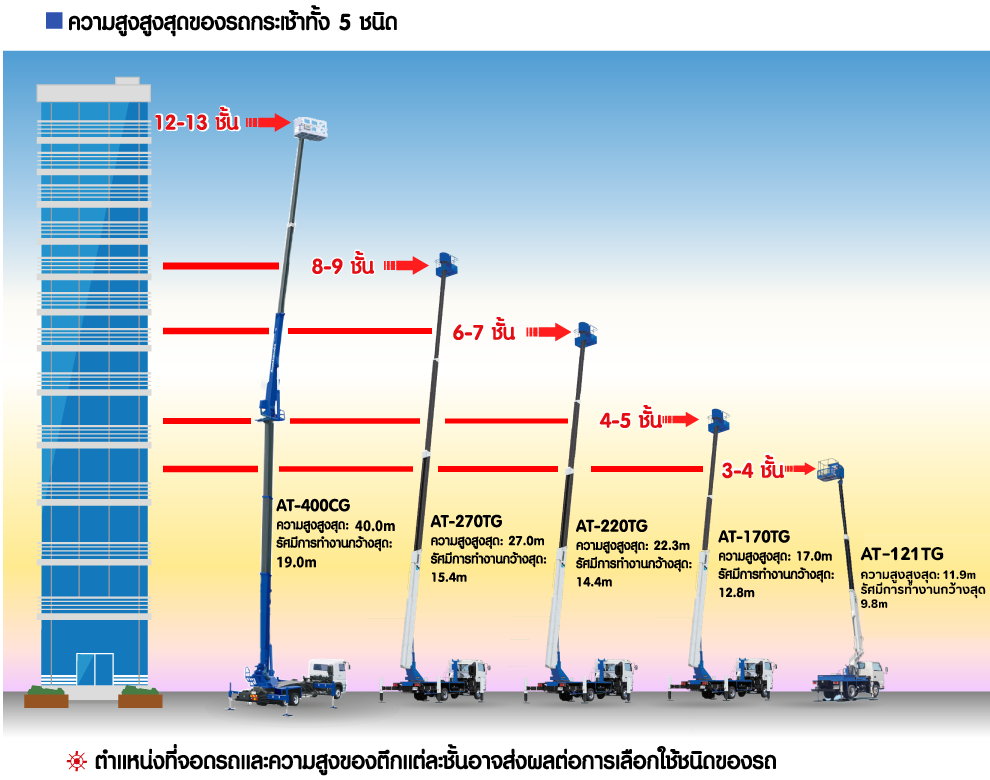 ความสูงสูงสุดของรถกระเช้าทั้ง 5 ชนิด
12-13 ชั้น
8-9 ชั้น
6-7 ชั้น
4-5 ชั้น
3-4 ชั้น
AT-400CG
ความสูงสูงสุด: 40.0m
รัศมีการทำงานกว้างสุด:
19.0m
AT-270TG
ความสูงสูงสุด: 27.0m
รัศมีการทำงานกว้างสุด:
15.4m
AT-220TG
ความสูงสูงสุด: 22.3m
รัศมีการทำงานกว้างสุด:
14.4m
AT-170TG
ความสูงสูงสุด: 17.0m
รัศมีการทำงานกว้างสุด:
12.8m
AT-121TG
ความสูงสูงสุด: 11.9m
รัศมีการทำงานกว้างสุด
9.8m
ตำแหน่งที่จอดรถและความสูงของตึกแต่ละชั้นอาจส่งผลต่อการเลือกใช้ชนิดของรถ